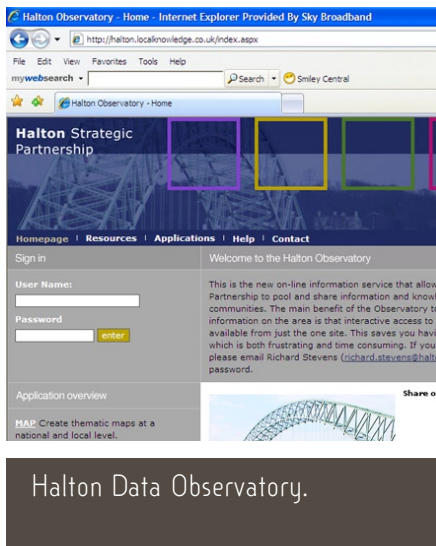 Halton Observatory - Home - Internet Explorer Provided By Sky Broadband
http://halton.localknowledge.co.uk/index.aspx
File Edit View Favorites Tools Help
mywebsearch Search Smiley Central
Halton Observatory - Home
Halton Strategic
Partnership
Homepage | Resources | Applications | Help | Contact
Sign in
User Name:
Password
enter
Application overview
MAP Create thematic maps at a
national and local level.
Welcome to the Halton Observatory
This is the new on-line information service that allow
Partnership to pool and share information and knowl
communities. The main benefit of the Observatory t
information on the area is that interactive access to
available from just the one site. This saves you havi
which is both frustrating and time consuming. If you
please email Richard Stevens (richard.stevens@halt
password.
Share o
Halton Data Observatory.